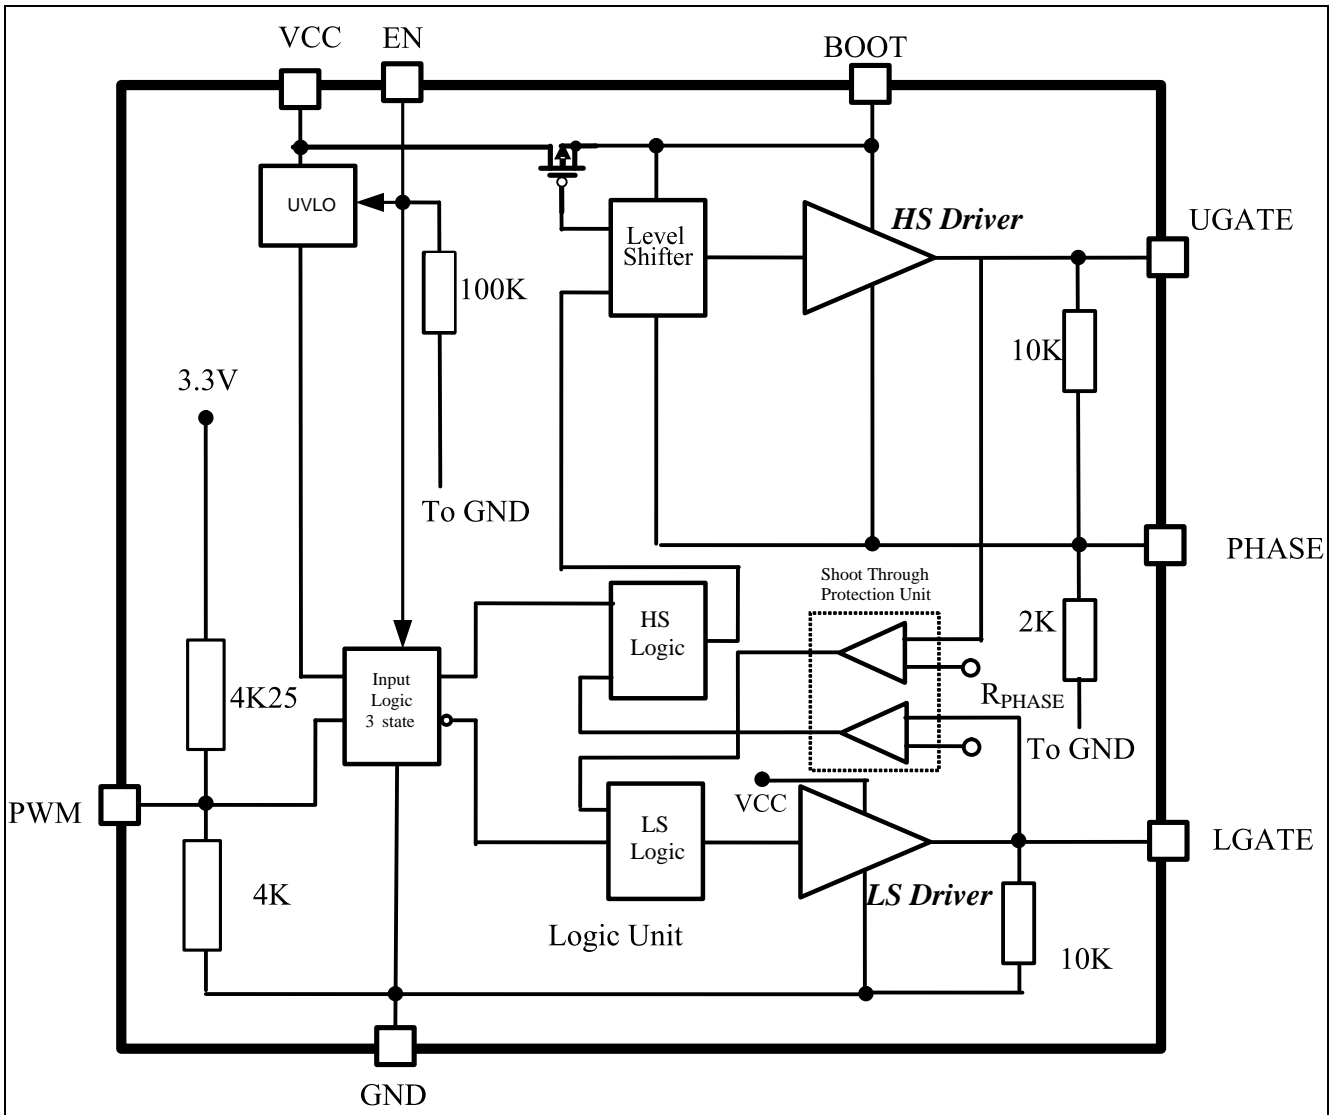 VCC
EN
BOOT
UVLO
HS Driver
UGATE
Level
Shifter
100K
10K
3.3V
To GND
PHASE
Shoot Through
Protection Unit
HS
Logic
2K
Input
Logic
3 state
4K25
R_PHASE
To GND
PWM
VCC
LS
Logic
LGATE
4K
LS Driver
Logic Unit
10K
GND